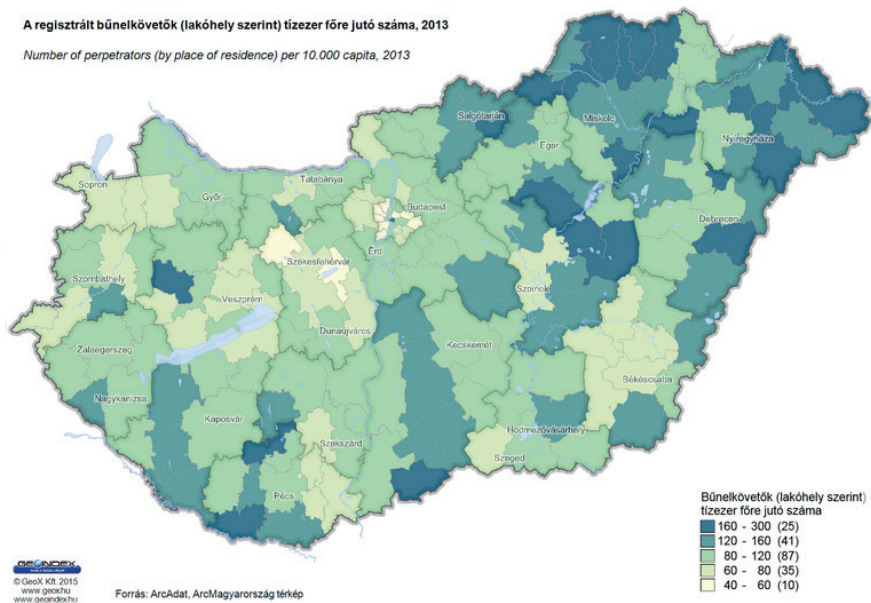 A regisztrált bűnelkövetők (lakóhely szerint) tízezer főre jutó száma, 2013
Number of perpetrators (by place of residence) per 10.000 capita, 2013
Salgótarján
Miskolc
Nyíregyháza
Eger
Sopron
Győr
Tatabánya
Budapest
Debrecen
Érd
Szombathely
Székesfehérvár
Veszprém
Szolnok
Dunaújváros
Zalaegerszeg
Kecskemét
Békéscsaba
Nagykanizsa
Kaposvár
Szekszárd
Hódmezővásárhely
Szeged
Pécs
Bűnelkövetők (lakóhely szerint)
tízezer főre jutó száma
160 - 300 (25)
120 - 160 (41)
80 - 120 (87)
60 - 80 (35)
40 - 60 (10)
GEOINDEX
© GeoX Kft. 2015
www.geox.hu
www.geoindex.hu
Forrás: ArcAdat, ArcMagyarország térkép